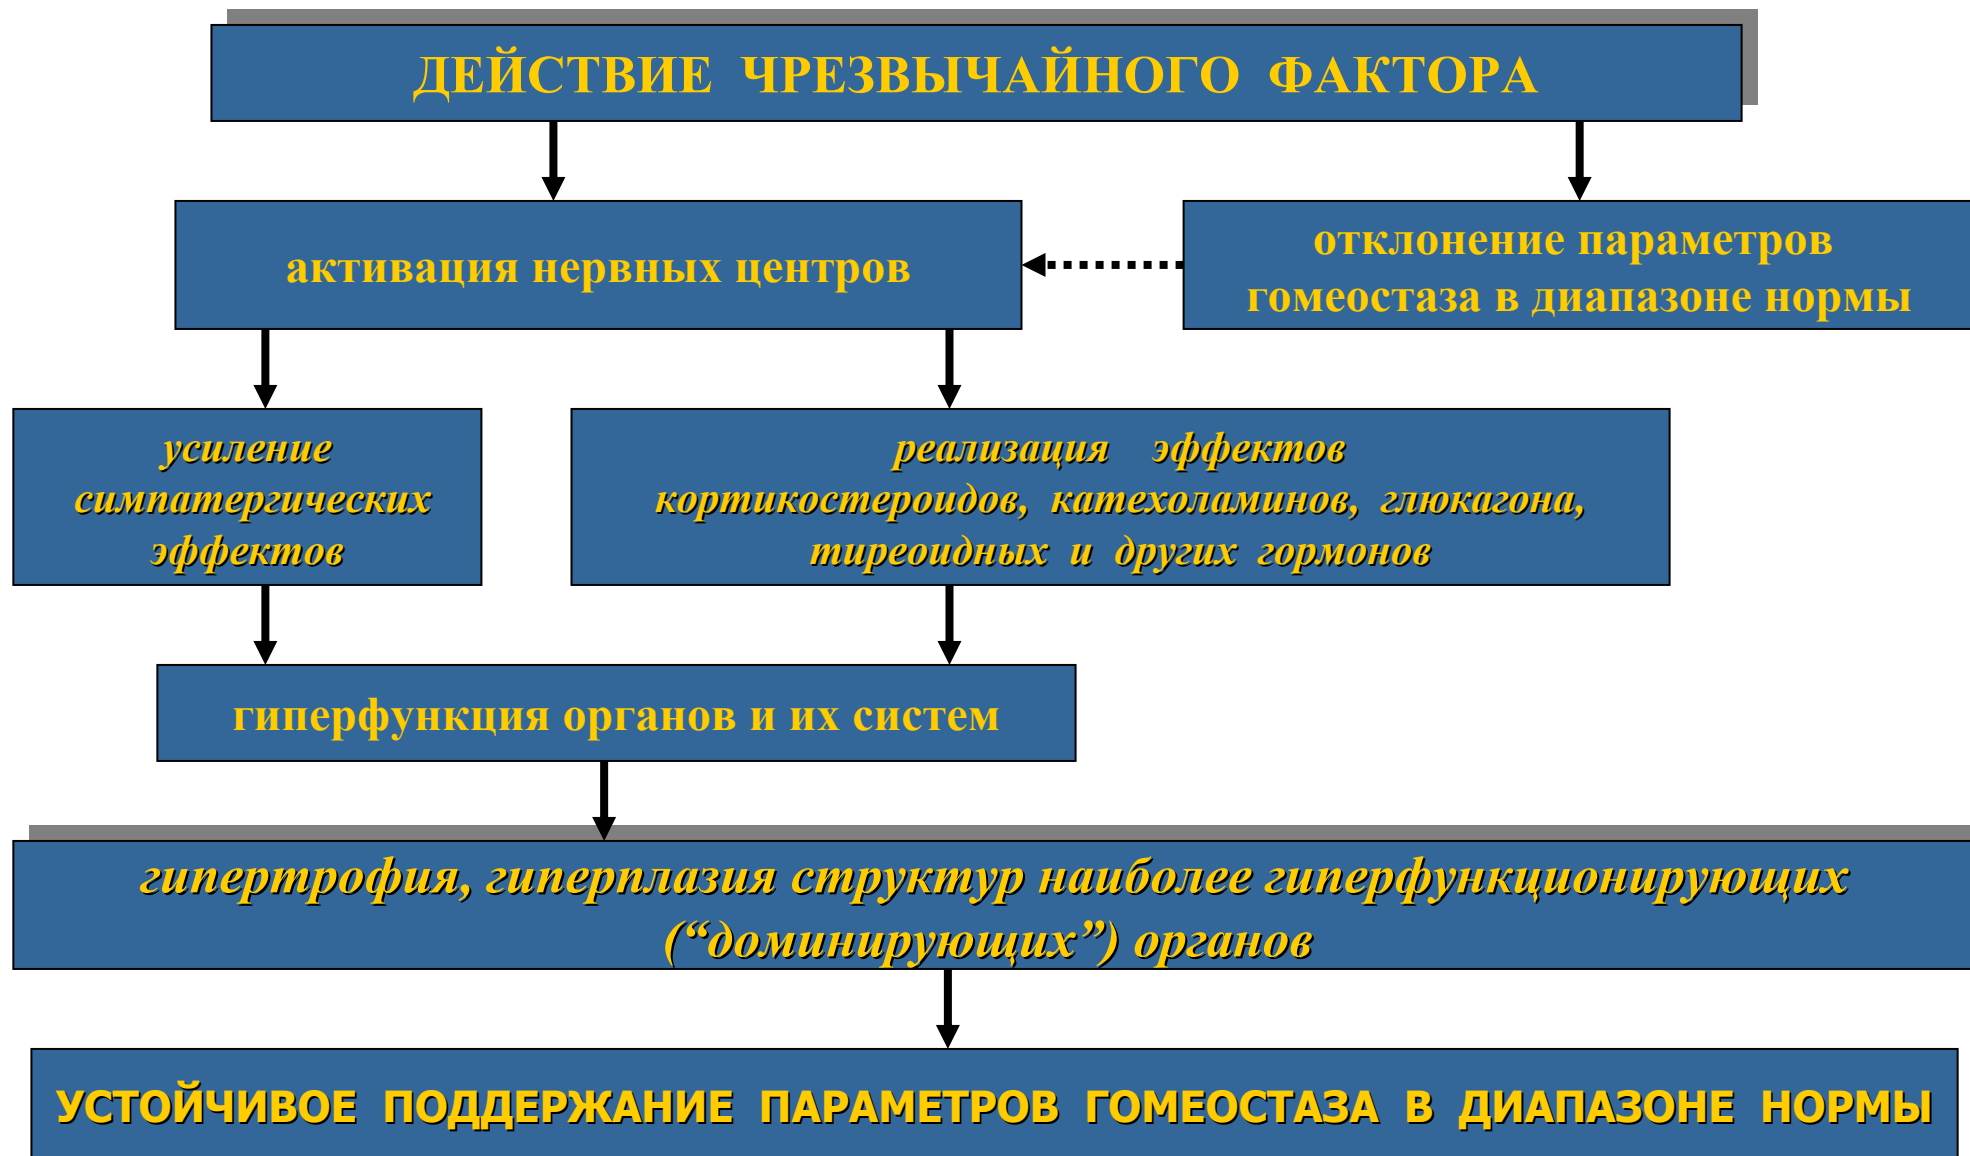 ДЕЙСТВИЕ ЧРЕЗВЫЧАЙНОГО ФАКТОРА
активация нервных центров
отклонение параметров
гомеостаза в диапазоне нормы
усиление
симпатергических
эффектов
реализация эффектов
кортикостероидов, катехоламинов, глюкагона,
тиреоидных и других гормонов
гиперфункция органов и их систем
гипертрофия, гиперплазия структур наиболее гиперфункционирующих
(“доминирующих”) органов
УСТОЙЧИВОЕ ПОДДЕРЖАНИЕ ПАРАМЕТРОВ ГОМЕОСТАЗА В ДИАПАЗОНЕ НОРМЫ